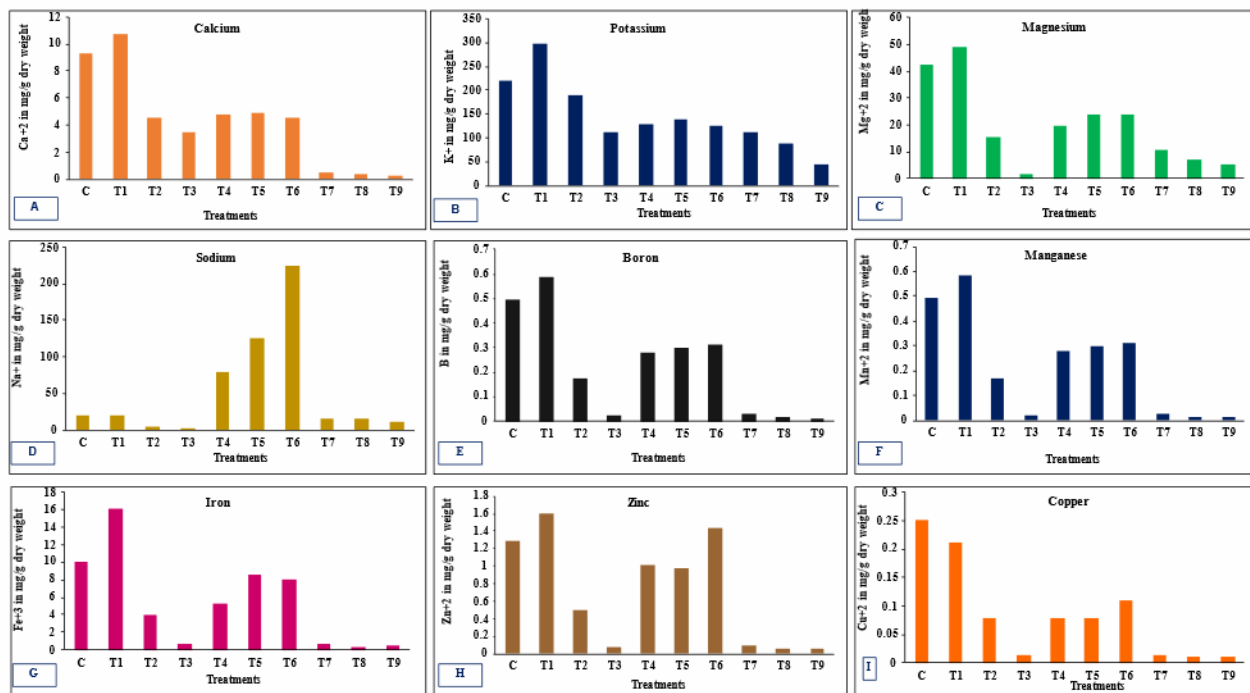 Calcium
Ca+2 in mg/g dry weight
12
10
8
6
4
2
0
C T1 T2 T3 T4 T5 T6 T7 T8 T9
Treatments
A
Potassium
K+ in mg/g dry weight
350
300
250
200
150
100
50
0
C T1 T2 T3 T4 T5 T6 T7 T8 T9
Treatments
B
Magnesium
Mg+2 in mg/g dry weight
60
50
40
30
20
10
0
C T1 T2 T3 T4 T5 T6 T7 T8 T9
Treatments
C
Sodium
Na+ in mg/g dry weight
250
200
150
100
50
0
C T1 T2 T3 T4 T5 T6 T7 T8 T9
Treatments
D
Boron
B in mg/g dry weight
0.7
0.6
0.5
0.4
0.3
0.2
0.1
0
C T1 T2 T3 T4 T5 T6 T7 T8 T9
Treatments
E
Manganese
Mn+2 in mg/g dry weight
0.7
0.6
0.5
0.4
0.3
0.2
0.1
0
C T1 T2 T3 T4 T5 T6 T7 T8 T9
Treatments
F
Iron
Fe+3 in mg/g dry weight
18
16
14
12
10
8
6
4
2
0
C T1 T2 T3 T4 T5 T6 T7 T8 T9
Treatments
G
Zinc
Zn+2 in mg/g dry weight
1.8
1.6
1.4
1.2
1
0.8
0.6
0.4
0.2
0
C T1 T2 T3 T4 T5 T6 T7 T8 T9
Treatments
H
Copper
Cu+2 in mg/g dry weight
0.3
0.25
0.2
0.15
0.1
0.05
0
C T1 T2 T3 T4 T5 T6 T7 T8 T9
Treatments
I